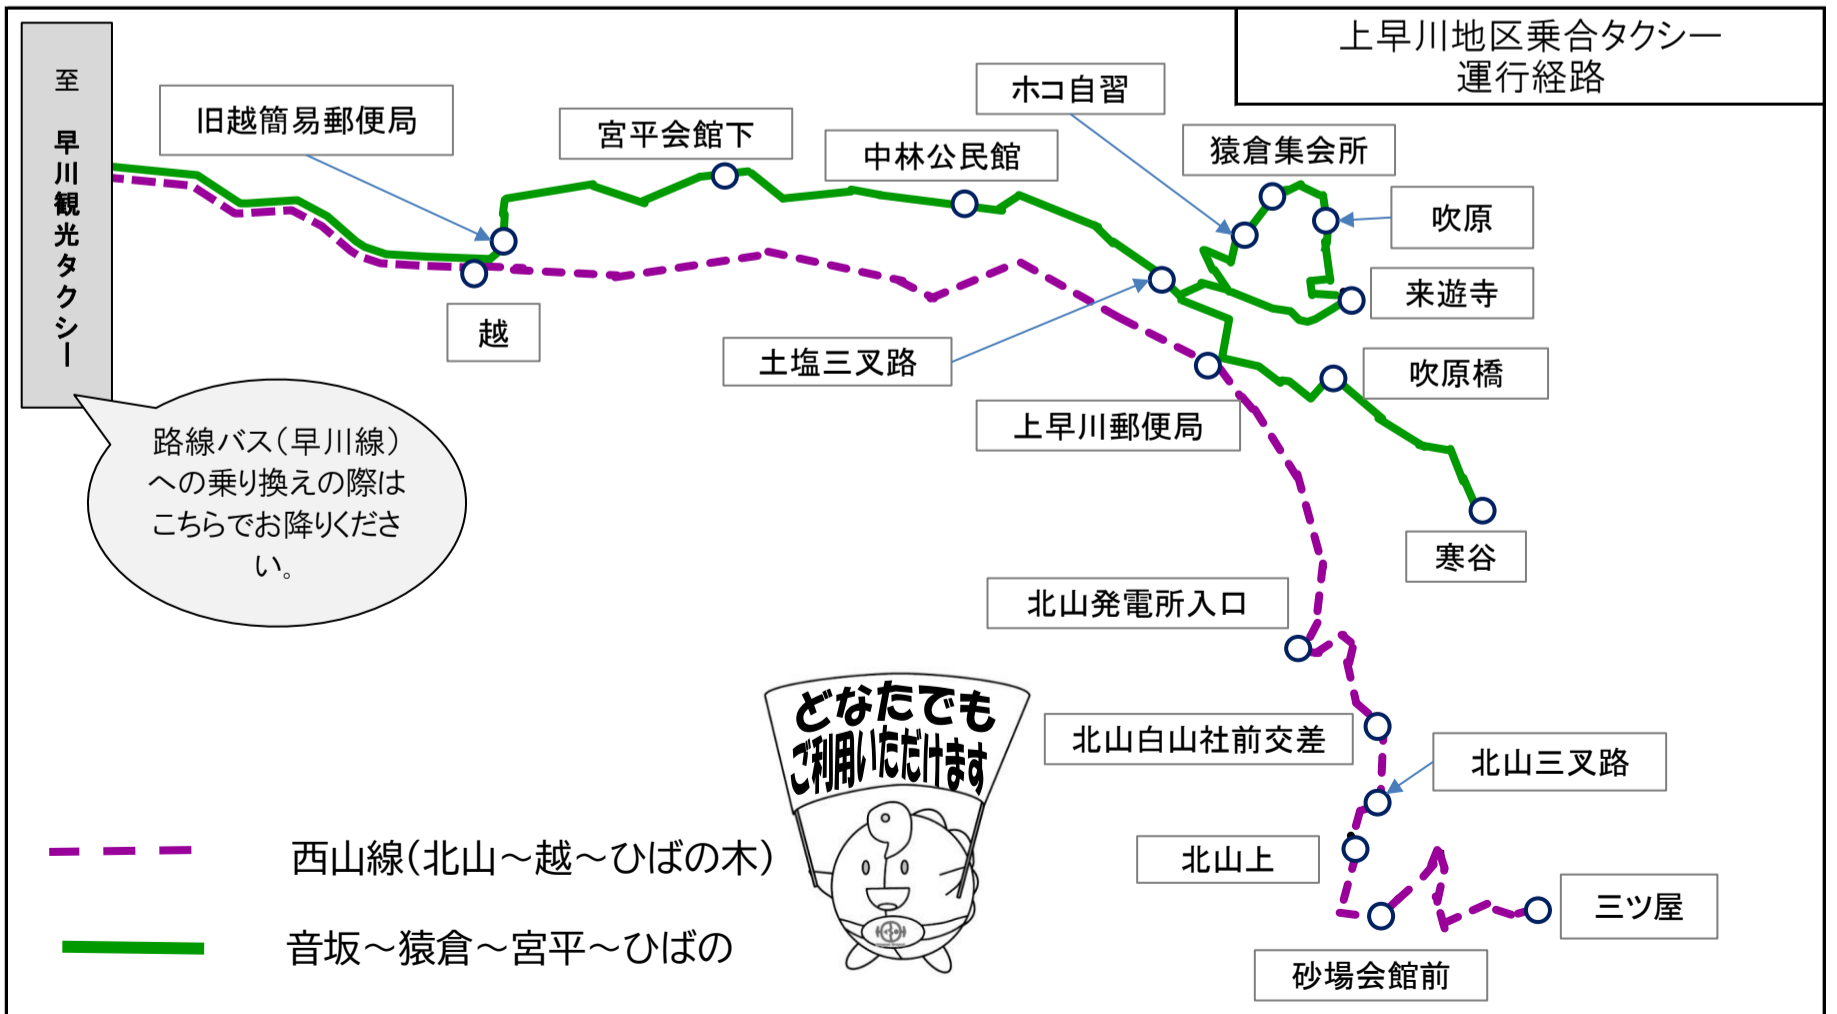 上早川地区乗合タクシー
運行経路
至 早川観光タクシー
旧越簡易郵便局
宮平会館下
中林公民館
ホコ自習
猿倉集会所
吹原
来遊寺
越
土塩三叉路
吹原橋
上早川郵便局
寒谷
路線バス（早川線）
への乗り換えの際は
こちらでお降りくださ
い。
北山発電所入口
北山白山社前交差
北山三叉路
北山上
三ツ屋
砂場会館前
どなたでも
ご利用いただけます
西山線(北山～越～ひばの木)
音坂～猿倉～宮平～ひばの